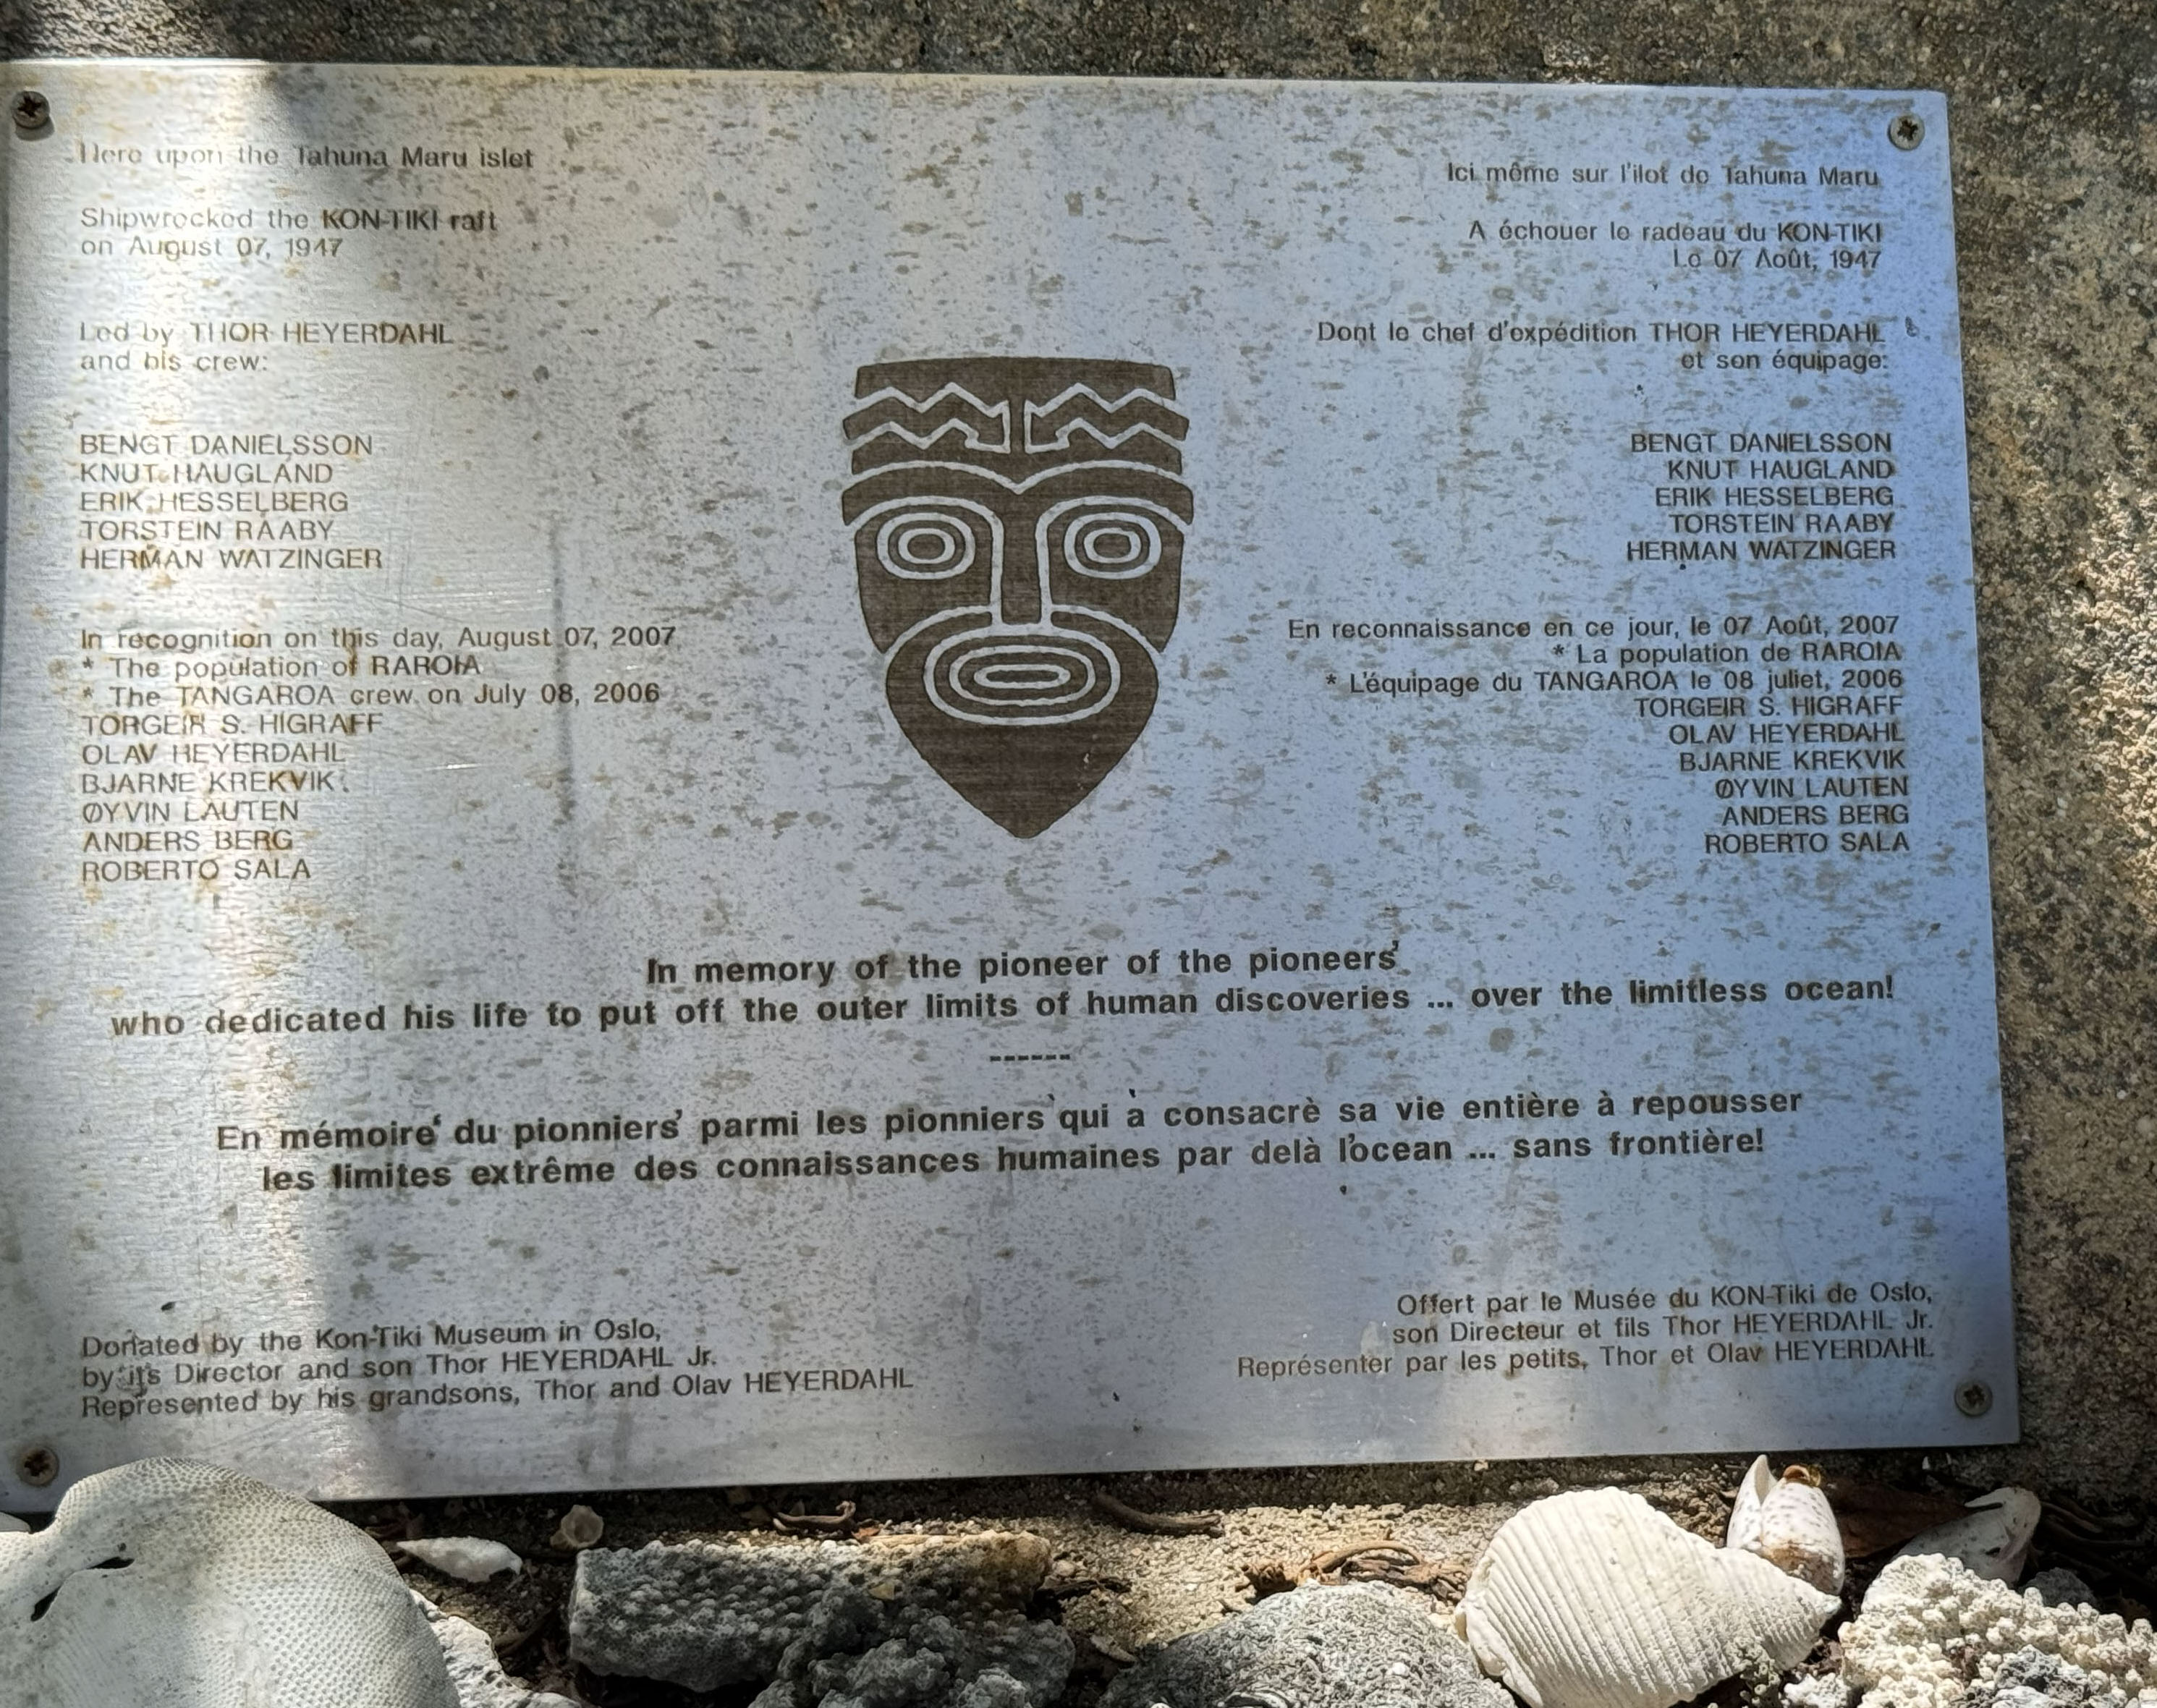 Here upon the Tahuna Maru islet
Shipwrecked the KON-TIKI raft
on August 07, 1947
Led by THOR HEYERDAHL
and his crew:
BENGT DANIELSSON
KNUT HAUGLAND
ERIK HESSELBERG
TORSTEIN RAABY
HERMAN WATZINGER
In recognition on this day, August 07, 2007
* The population of RAROIA
* The TANGAROA crew on July 08, 2006
TORGEIR S. HIGRAFF
OLAV HEYERDAHL
BJARNE KREKVIK
ØYVIN LAUTEN
ANDERS BERG
ROBERTO SALA
Ici même sur l'ilot de Tahuna Maru
A échouer le radeau du KON-TIKI
Le 07 Août, 1947
Dont le chef d'expédition THOR HEYERDAHL
et son équipage:
BENGT DANIELSSON
KNUT HAUGLAND
ERIK HESSELBERG
TORSTEIN RAABY
HERMAN WATZINGER
En reconnaissance en ce jour, le 07 Août, 2007
* La population de RAROIA
* L'équipage du TANGAROA le 08 juliet, 2006
TORGEIR S. HIGRAFF
OLAV HEYERDAHL
BJARNE KREKVIK
ØYVIN LAUTEN
ANDERS BERG
ROBERTO SALA
In memory of the pioneer of the pioneers'
who dedicated his life to put off the outer limits of human discoveries ... over the limitless ocean!
------
En mémoire' du pionniers' parmi les pionniers' qui à consacrè sa vie entière à repousser
les limites extrême des connaissances humaines par delà l'ocean ... sans frontière!
Donated by the Kon-Tiki Museum in Oslo,
by it's Director and son Thor HEYERDAHL Jr.
Represented by his grandsons, Thor and Olav HEYERDAHL
Offert par le Musée du KON-Tiki de Oslo,
son Directeur et fils Thor HEYERDAHL Jr.
Représenter par les petits, Thor et Olav HEYERDAHL